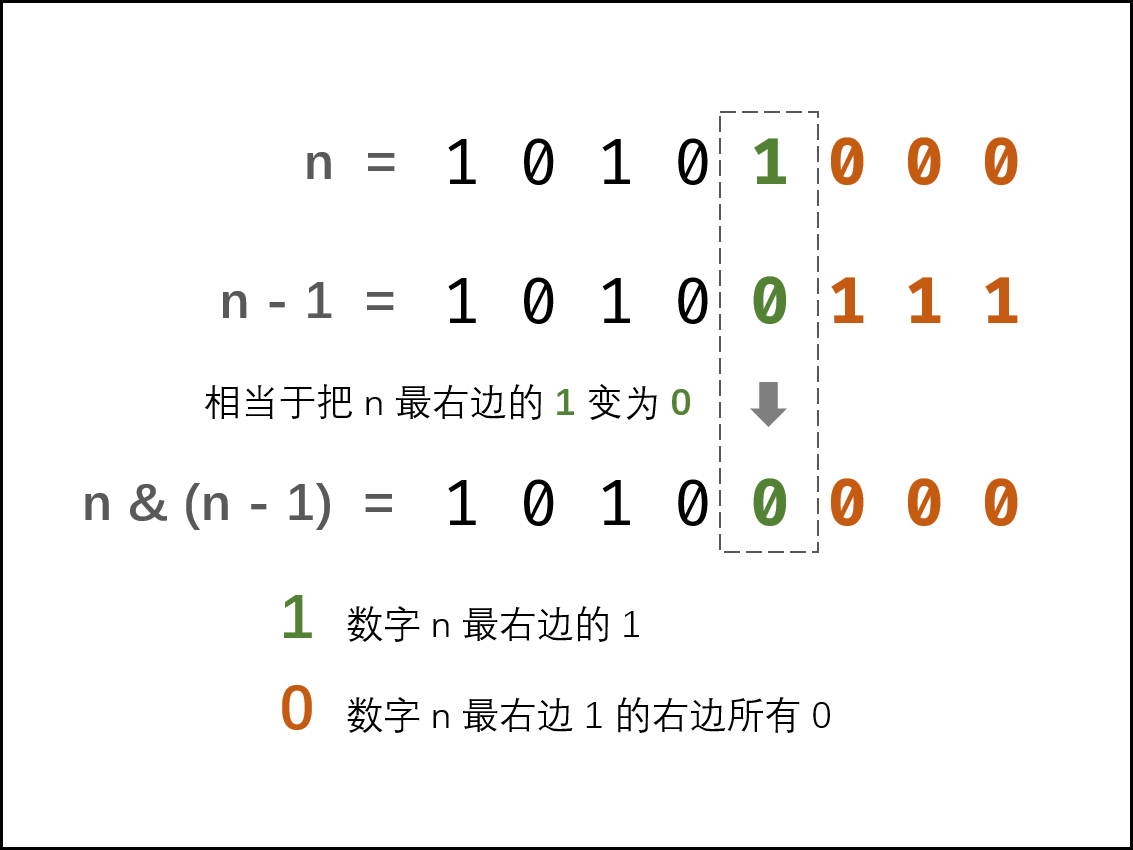 n = 1 0 1 0 1 0 0 0
n - 1 = 1 0 1 0 0 1 1 1
相当于把 n 最右边的 1 变为 0
n & (n - 1) = 1 0 1 0 0 0 0 0
1 数字 n 最右边的 1
0 数字 n 最右边 1 的右边所有 0